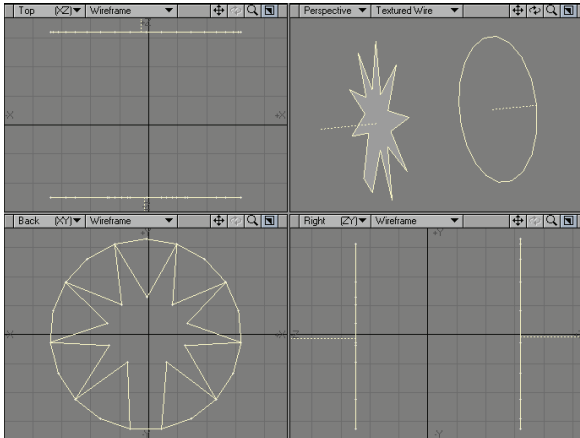 Top (XZ) Wireframe
Perspective Textured Wire
+Z
-X
+X
-Z
Back (XY) Wireframe
Right (ZY) Wireframe
+Y
+Y
-X
+X
-Y
-Y